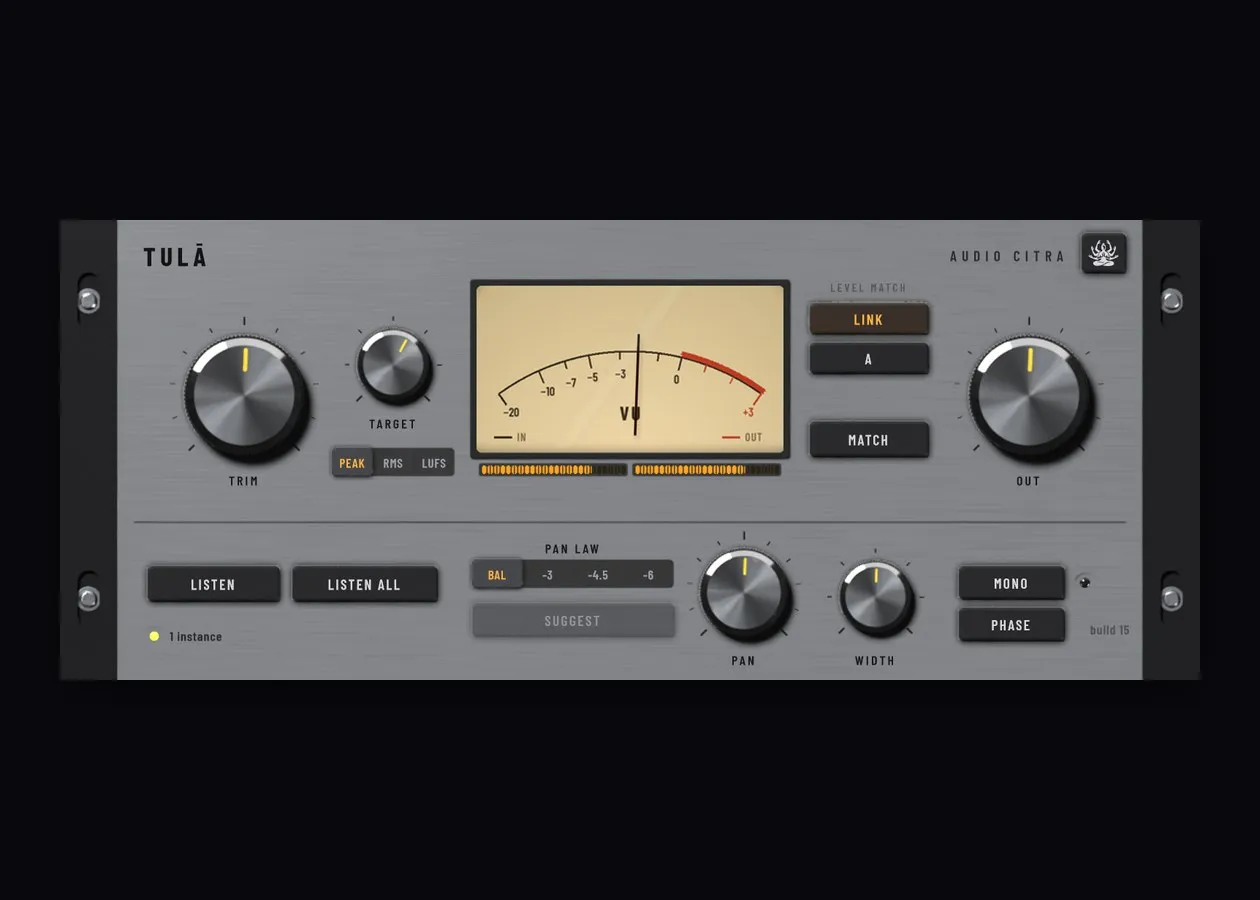 TULĀ
AUDIO CITRA
LEVEL MATCH
LINK
A
MATCH
-20 -10 -7 -5 -3 0 +3
VU
IN OUT
TARGET
PEAK RMS LUFS
TRIM
OUT
PAN LAW
BAL -3 -4.5 -6
SUGGEST
LISTEN LISTEN ALL
1 instance
PAN
WIDTH
MONO
PHASE
build 15